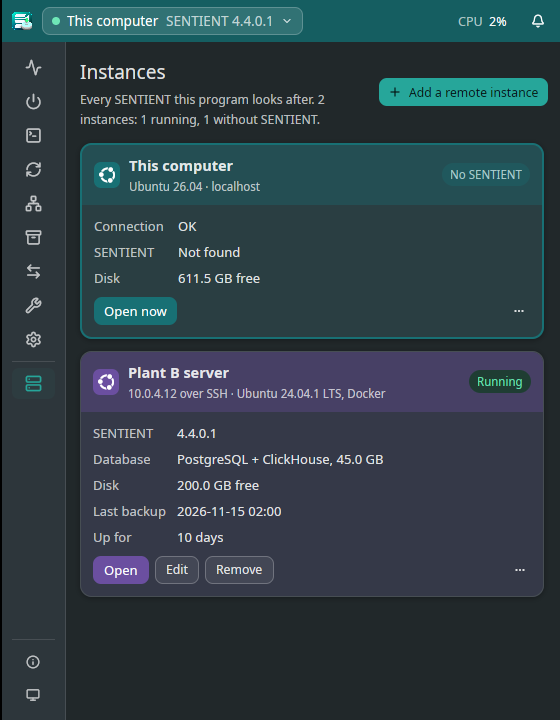 This computer SENTIENT 4.4.0.1
CPU 2%
Instances
Every SENTIENT this program looks after. 2
instances: 1 running, 1 without SENTIENT.
Add a remote instance
This computer
Ubuntu 26.04 · localhost
No SENTIENT
Connection OK
SENTIENT Not found
Disk 611.5 GB free
Open now
Plant B server
10.0.4.12 over SSH · Ubuntu 24.04.1 LTS, Docker
Running
SENTIENT 4.4.0.1
Database PostgreSQL + ClickHouse, 45.0 GB
Disk 200.0 GB free
Last backup 2026-11-15 02:00
Up for 10 days
Open Edit Remove